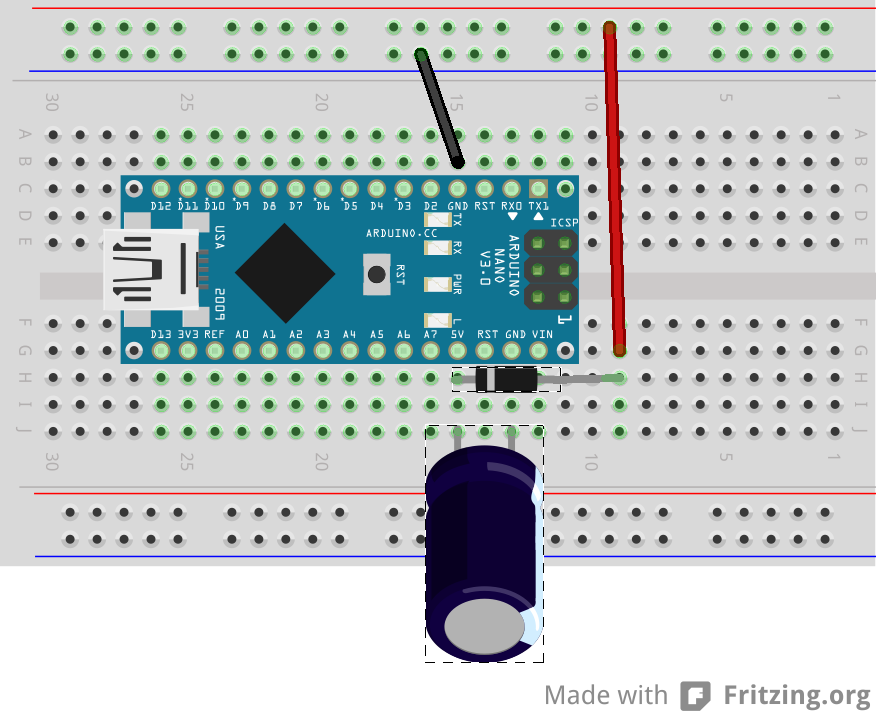 30 25 20 15 10 5 1
A A
B B
C C
D D
E E
D12 D11 D10 D9 D8 D7 D6 D5 D4 D3 D2 GND RST RX0 TX1
TX
RX
PWR
L
ICSP
1
ARDUINO.CC
RST
ARDUINO
NANO
V3.0
USA
2009
D13 3V3 REF A0 A1 A2 A3 A4 A5 A6 A7 5V RST GND VIN
F F
G G
H H
I I
J J
30 25 20 10 5 1
Made with Fritzing.org